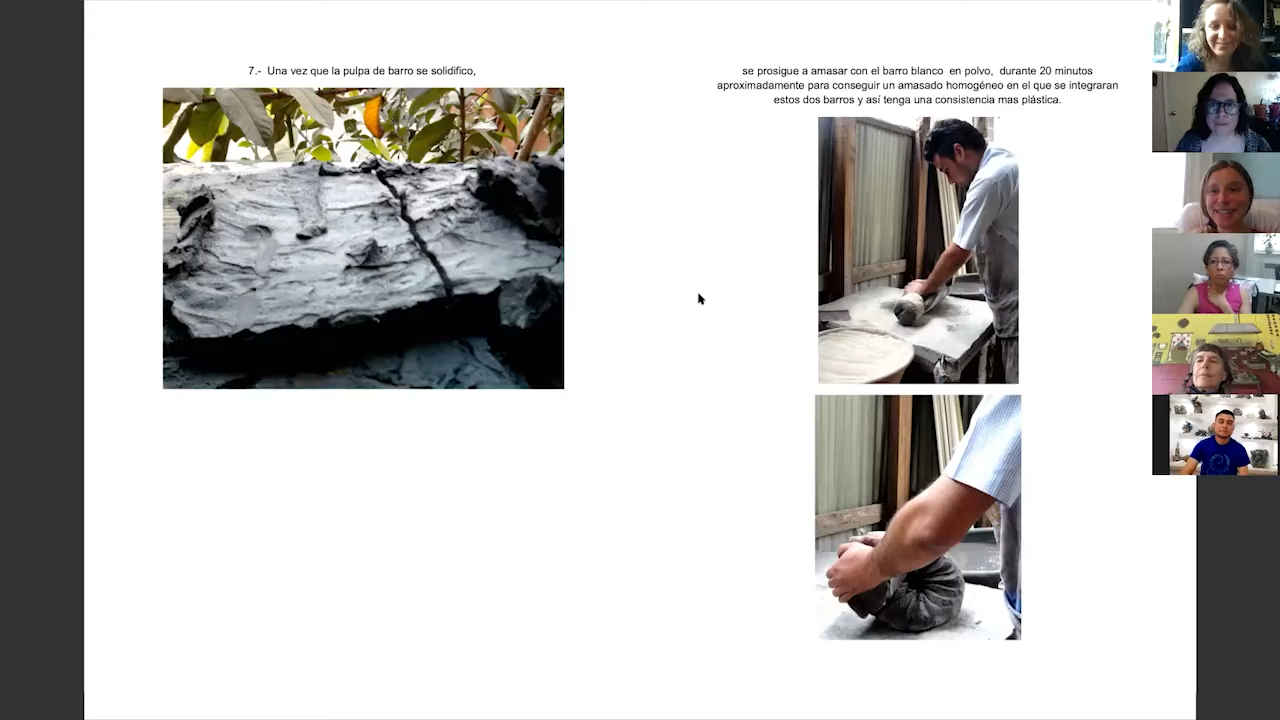 7.- Una vez que la pulpa de barro se solidifico,
se prosigue a amasar con el barro blanco en polvo, durante 20 minutos
aproximadamente para conseguir un amasado homogéneo en el que se integraran
estos dos barros y así tenga una consistencia mas plástica.